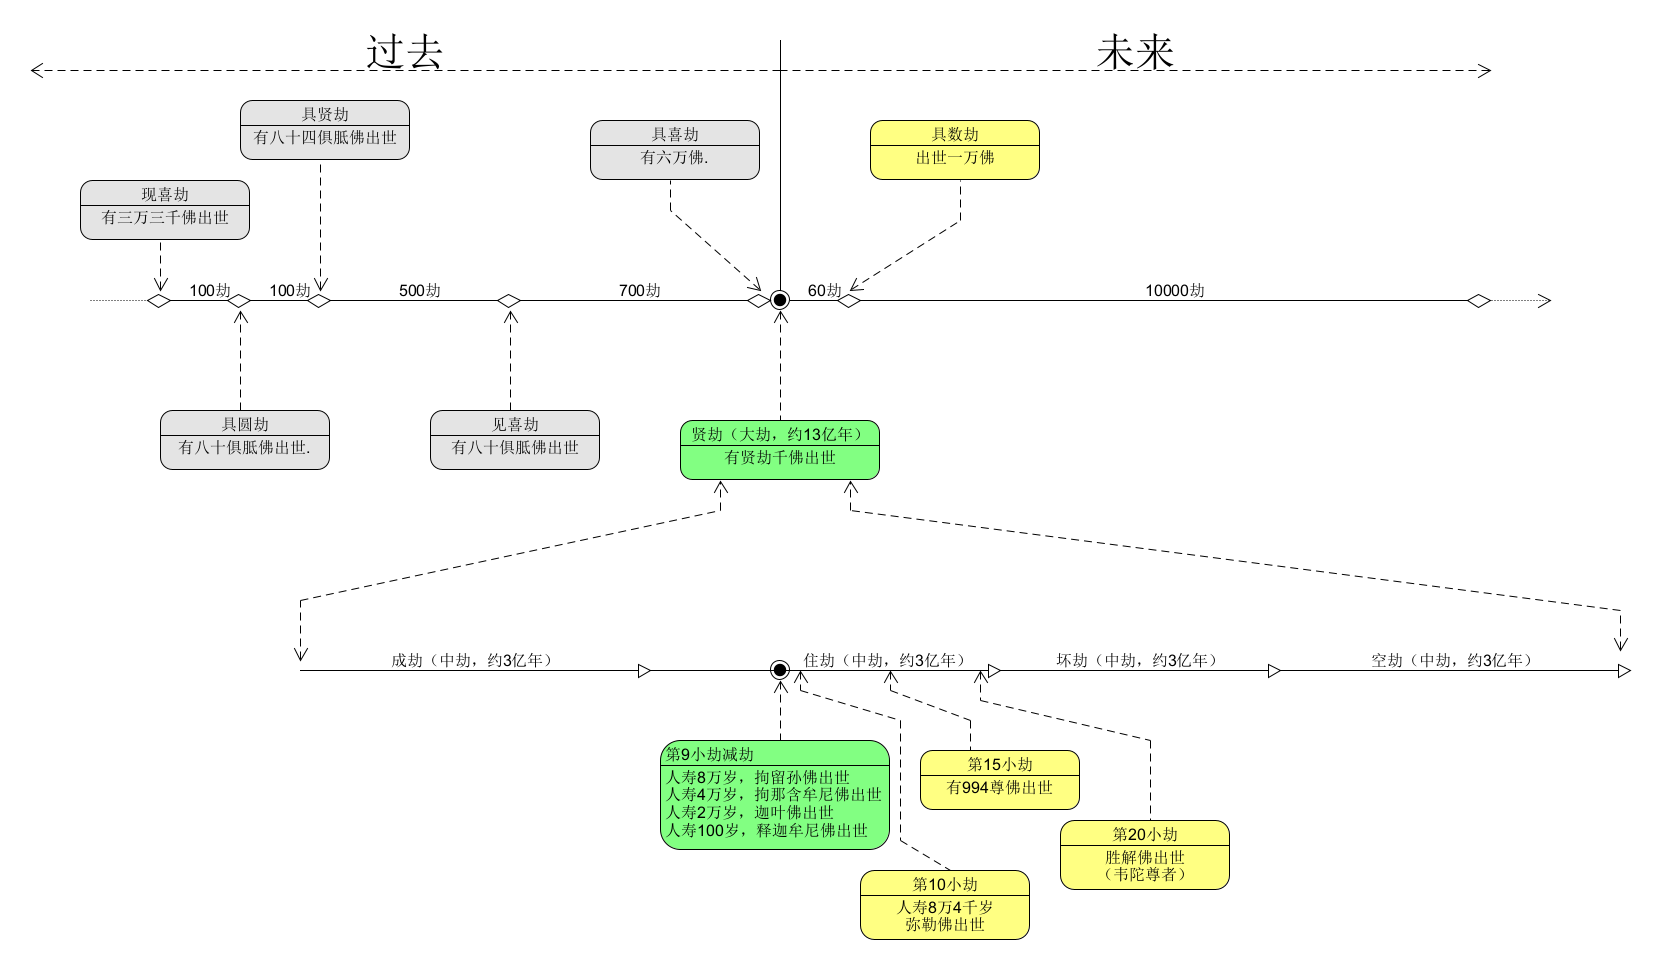 过去
未来
具贤劫
有八十四俱胝佛出世
具喜劫
有六万佛.
具数劫
出世一万佛
现喜劫
有三万三千佛出世
100劫
100劫
500劫
700劫
60劫
10000劫
具圆劫
有八十俱胝佛出世.
见喜劫
有八十俱胝佛出世
贤劫（大劫，约13亿年）
有贤劫千佛出世
成劫（中劫，约3亿年）
住劫（中劫，约3亿年）
坏劫（中劫，约3亿年）
空劫（中劫，约3亿年）
第9小劫减劫
人寿8万岁，拘留孙佛出世
人寿4万岁，拘那含牟尼佛出世
人寿2万岁，迦叶佛出世
人寿100岁，释迦牟尼佛出世
第15小劫
有994尊佛出世
第20小劫
胜解佛出世
（韦陀尊者）
第10小劫
人寿8万4千岁
弥勒佛出世